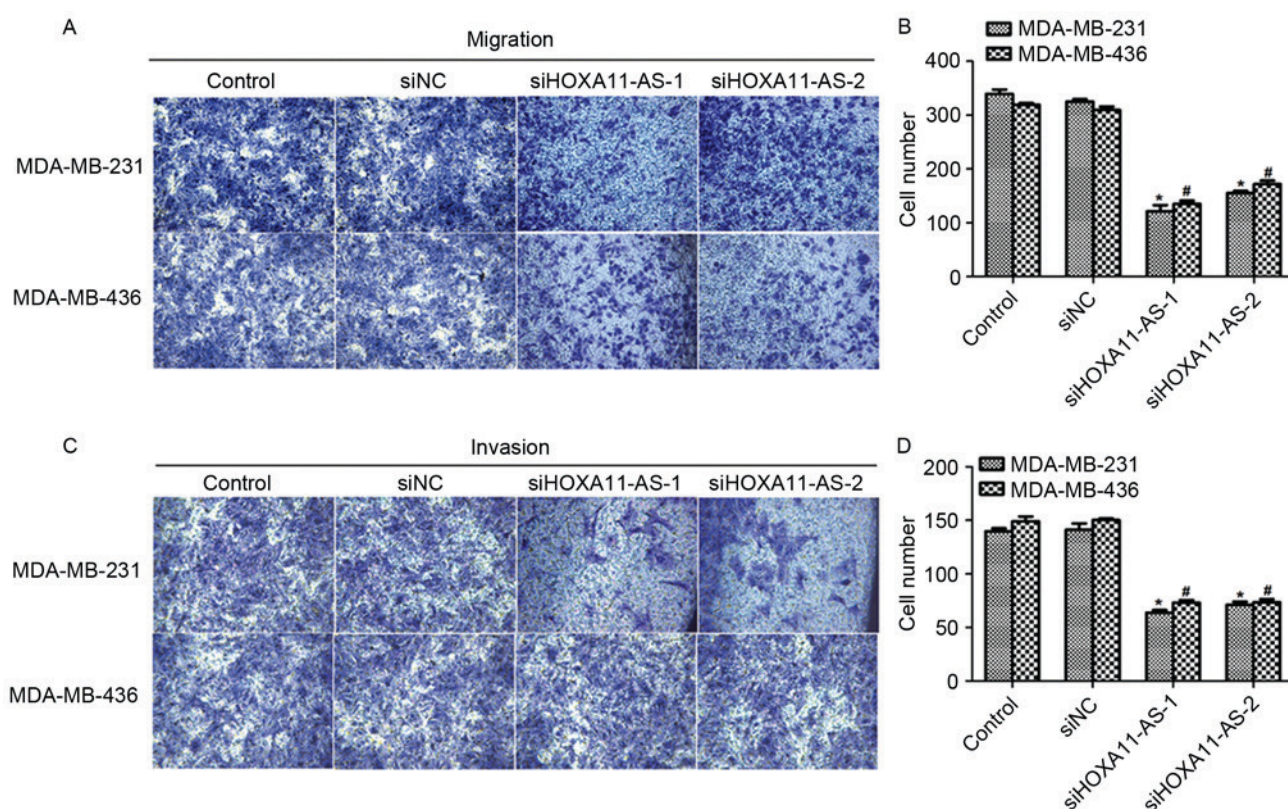 A
Migration
Control siNC siHOXA11-AS-1 siHOXA11-AS-2
MDA-MB-231
MDA-MB-436
B
MDA-MB-231
MDA-MB-436
Cell number
400
300
200
100
0
* # * #
Control siNC siHOXA11-AS-1 siHOXA11-AS-2
C
Invasion
Control siNC siHOXA11-AS-1 siHOXA11-AS-2
MDA-MB-231
MDA-MB-436
D
MDA-MB-231
MDA-MB-436
Cell number
200
150
100
50
0
* # * #
Control siNC siHOXA11-AS-1 siHOXA11-AS-2